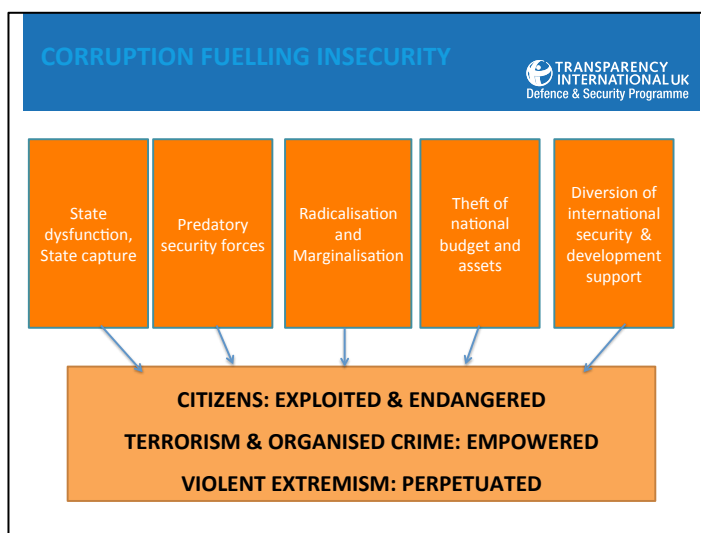 CORRUPTION FUELLING INSECURITY
TRANSPARENCY
INTERNATIONAL UK
Defence & Security Programme
State
dysfunction,
State capture
Predatory
security forces
Radicalisation
and
Marginalisation
Theft of
national
budget and
assets
Diversion of
international
security &
development
support
CITIZENS: EXPLOITED & ENDANGERED
TERRORISM & ORGANISED CRIME: EMPOWERED
VIOLENT EXTREMISM: PERPETUATED